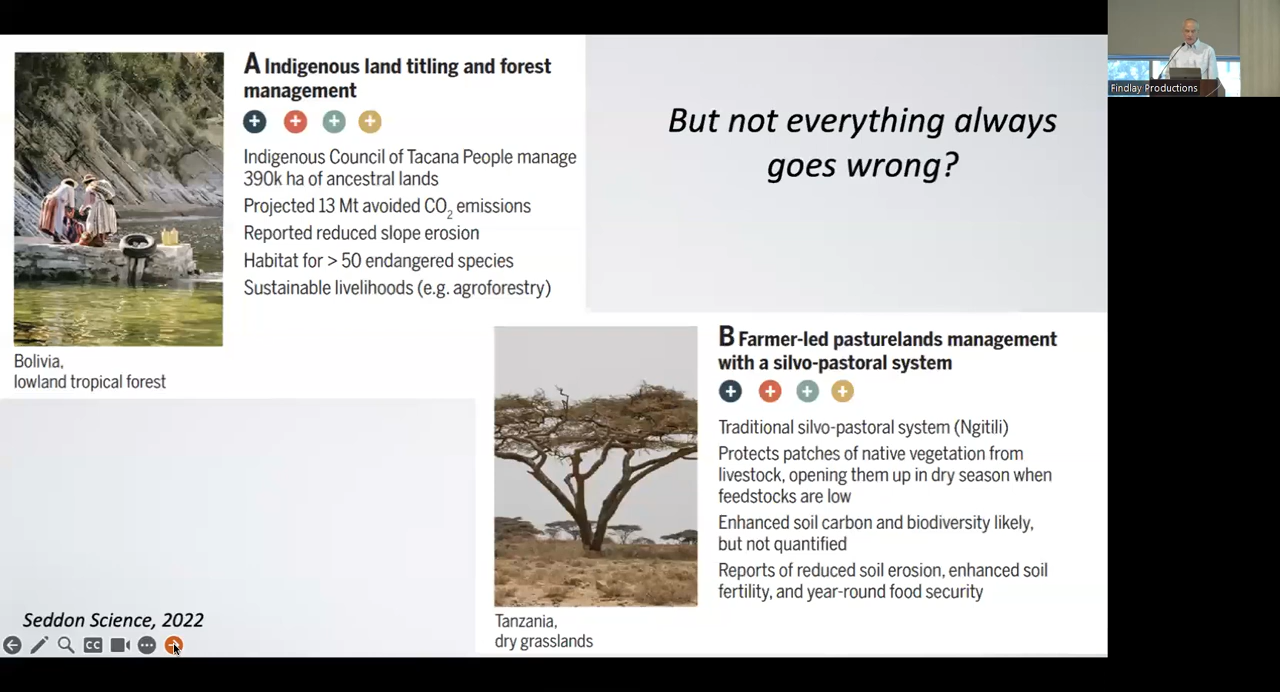 A Indigenous land titling and forest
management
Indigenous Council of Tacana People manage
390k ha of ancestral lands
Projected 13 Mt avoided CO2 emissions
Reported reduced slope erosion
Habitat for > 50 endangered species
Sustainable livelihoods (e.g. agroforestry)
Bolivia,
lowland tropical forest
But not everything always
goes wrong?
B Farmer-led pasturelands management
with a silvo-pastoral system
Traditional silvo-pastoral system (Ngitili)
Protects patches of native vegetation from
livestock, opening them up in dry season when
feedstocks are low
Enhanced soil carbon and biodiversity likely,
but not quantified
Reports of reduced soil erosion, enhanced soil
fertility, and year-round food security
Tanzania,
dry grasslands
Seddon Science, 2022
CC
Findlay Productions